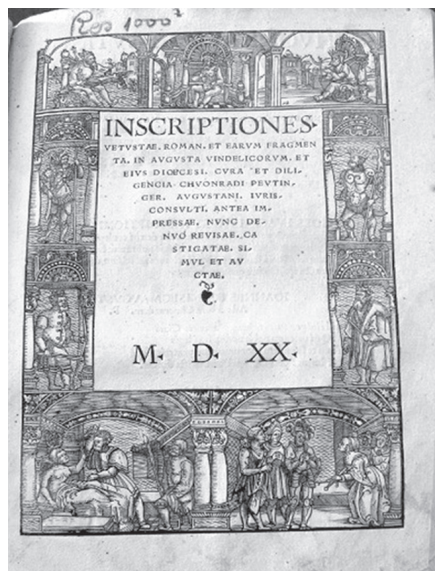 1000
INSCRIPTIONES·
VETVSTAE. ROMAN. ET EARVM FRAGMEN
TA. IN AVGVSTA VINDELICORVM. ET
EIVS DIOECESI. CVRA ET DILI-
GENCIA CHVONRADI PEVTIN-
GER. AVGVSTANI. IVRIS-
CONSVLTI. ANTEA IM-
PRESSAE. NVNC DE-
NVO REVISAE. CA
STIGATAE. SI-
MVL ET AV
CTAE.
M· D· XX·